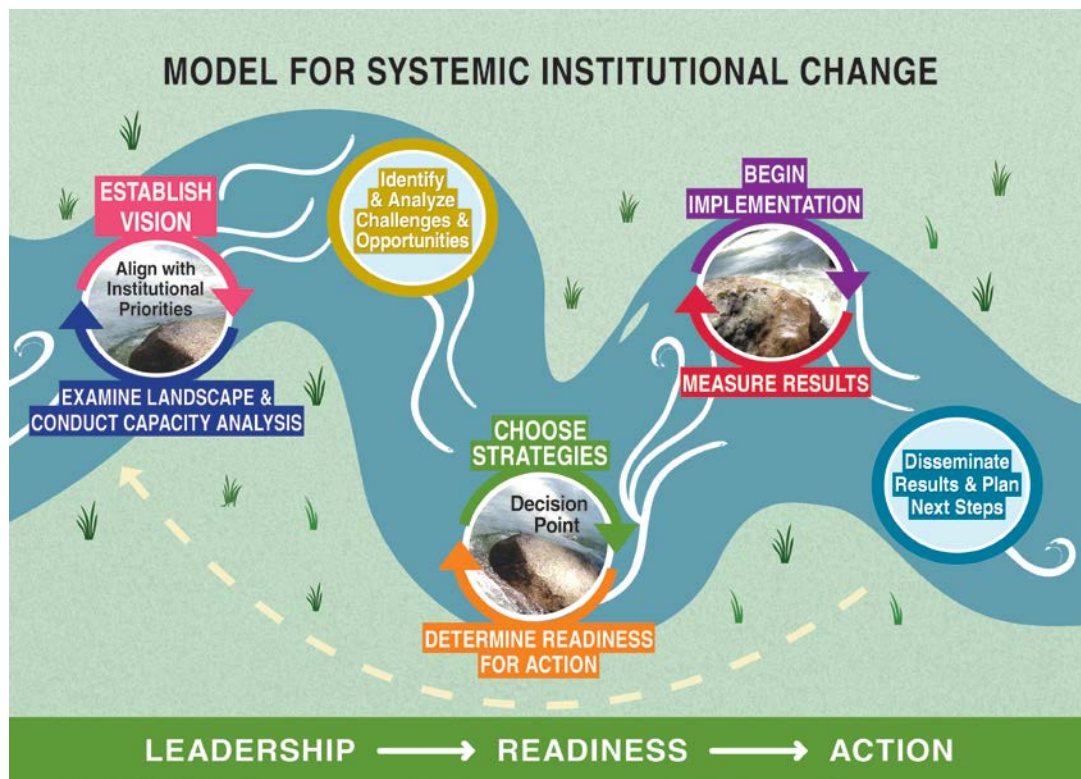 MODEL FOR SYSTEMIC INSTITUTIONAL CHANGE
ESTABLISH
VISION
Align with
Institutional
Priorities
EXAMINE LANDSCAPE &
CONDUCT CAPACITY ANALYSIS
Identify
& Analyze
Challenges &
Opportunities
CHOOSE
STRATEGIES
Decision
Point
DETERMINE READINESS
FOR ACTION
BEGIN
IMPLEMENTATION
MEASURE RESULTS
Disseminate
Results & Plan
Next Steps
LEADERSHIP → READINESS → ACTION